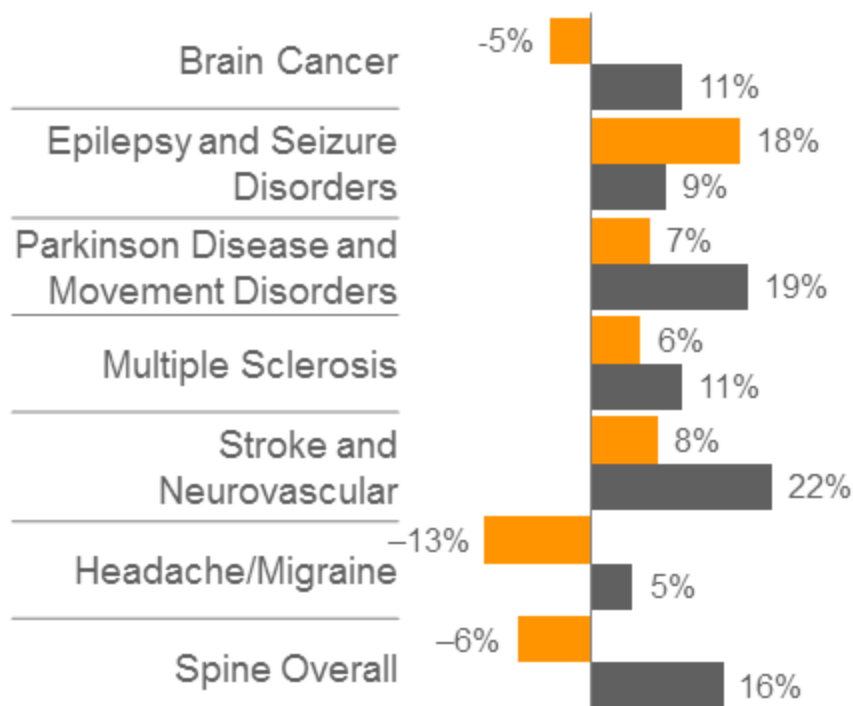 -5%
Brain Cancer
11%
Epilepsy and Seizure
18%
Disorders
9%
Parkinson Disease and
7%
Movement Disorders
19%
6%
Multiple Sclerosis
11%
Stroke and
8%
Neurovascular
22%
–13%
Headache/Migraine
5%
–6%
Spine Overall
16%